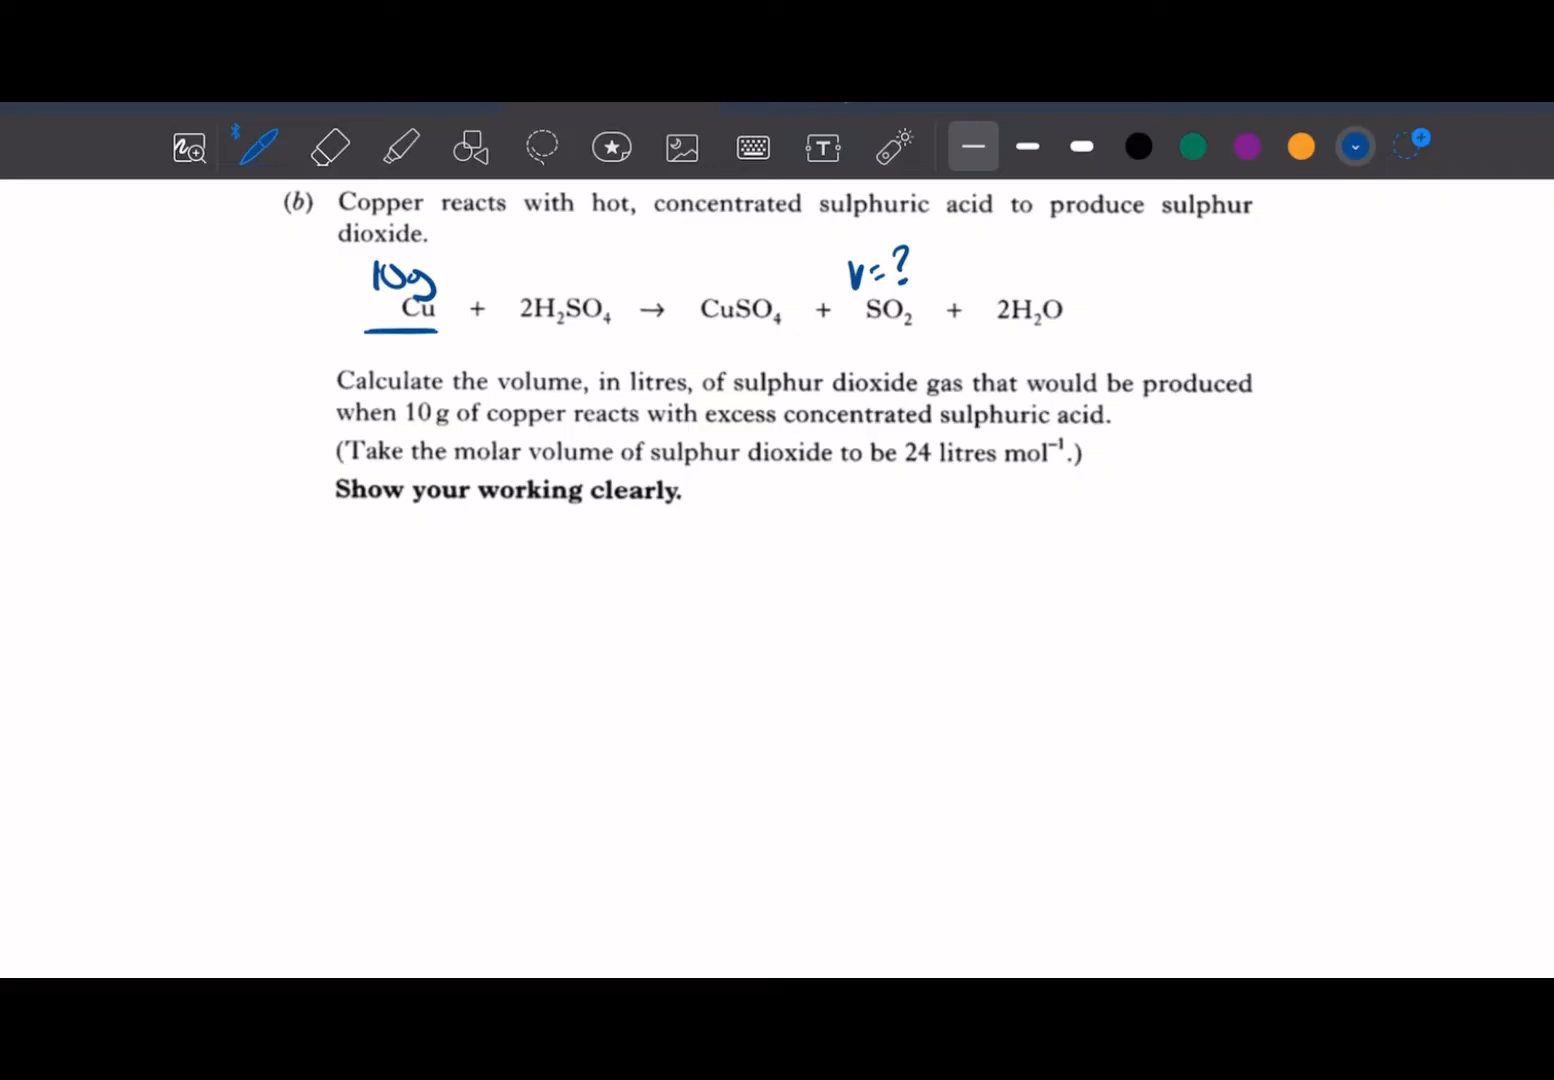 T
(b) Copper reacts with hot, concentrated sulphuric acid to produce sulphur
dioxide.
10g
V=?
Cu + 2H₂SO₄ → CuSO₄ + SO₂ + 2H₂O
Calculate the volume, in litres, of sulphur dioxide gas that would be produced
when 10 g of copper reacts with excess concentrated sulphuric acid.
(Take the molar volume of sulphur dioxide to be 24 litres mol⁻¹.)
Show your working clearly.